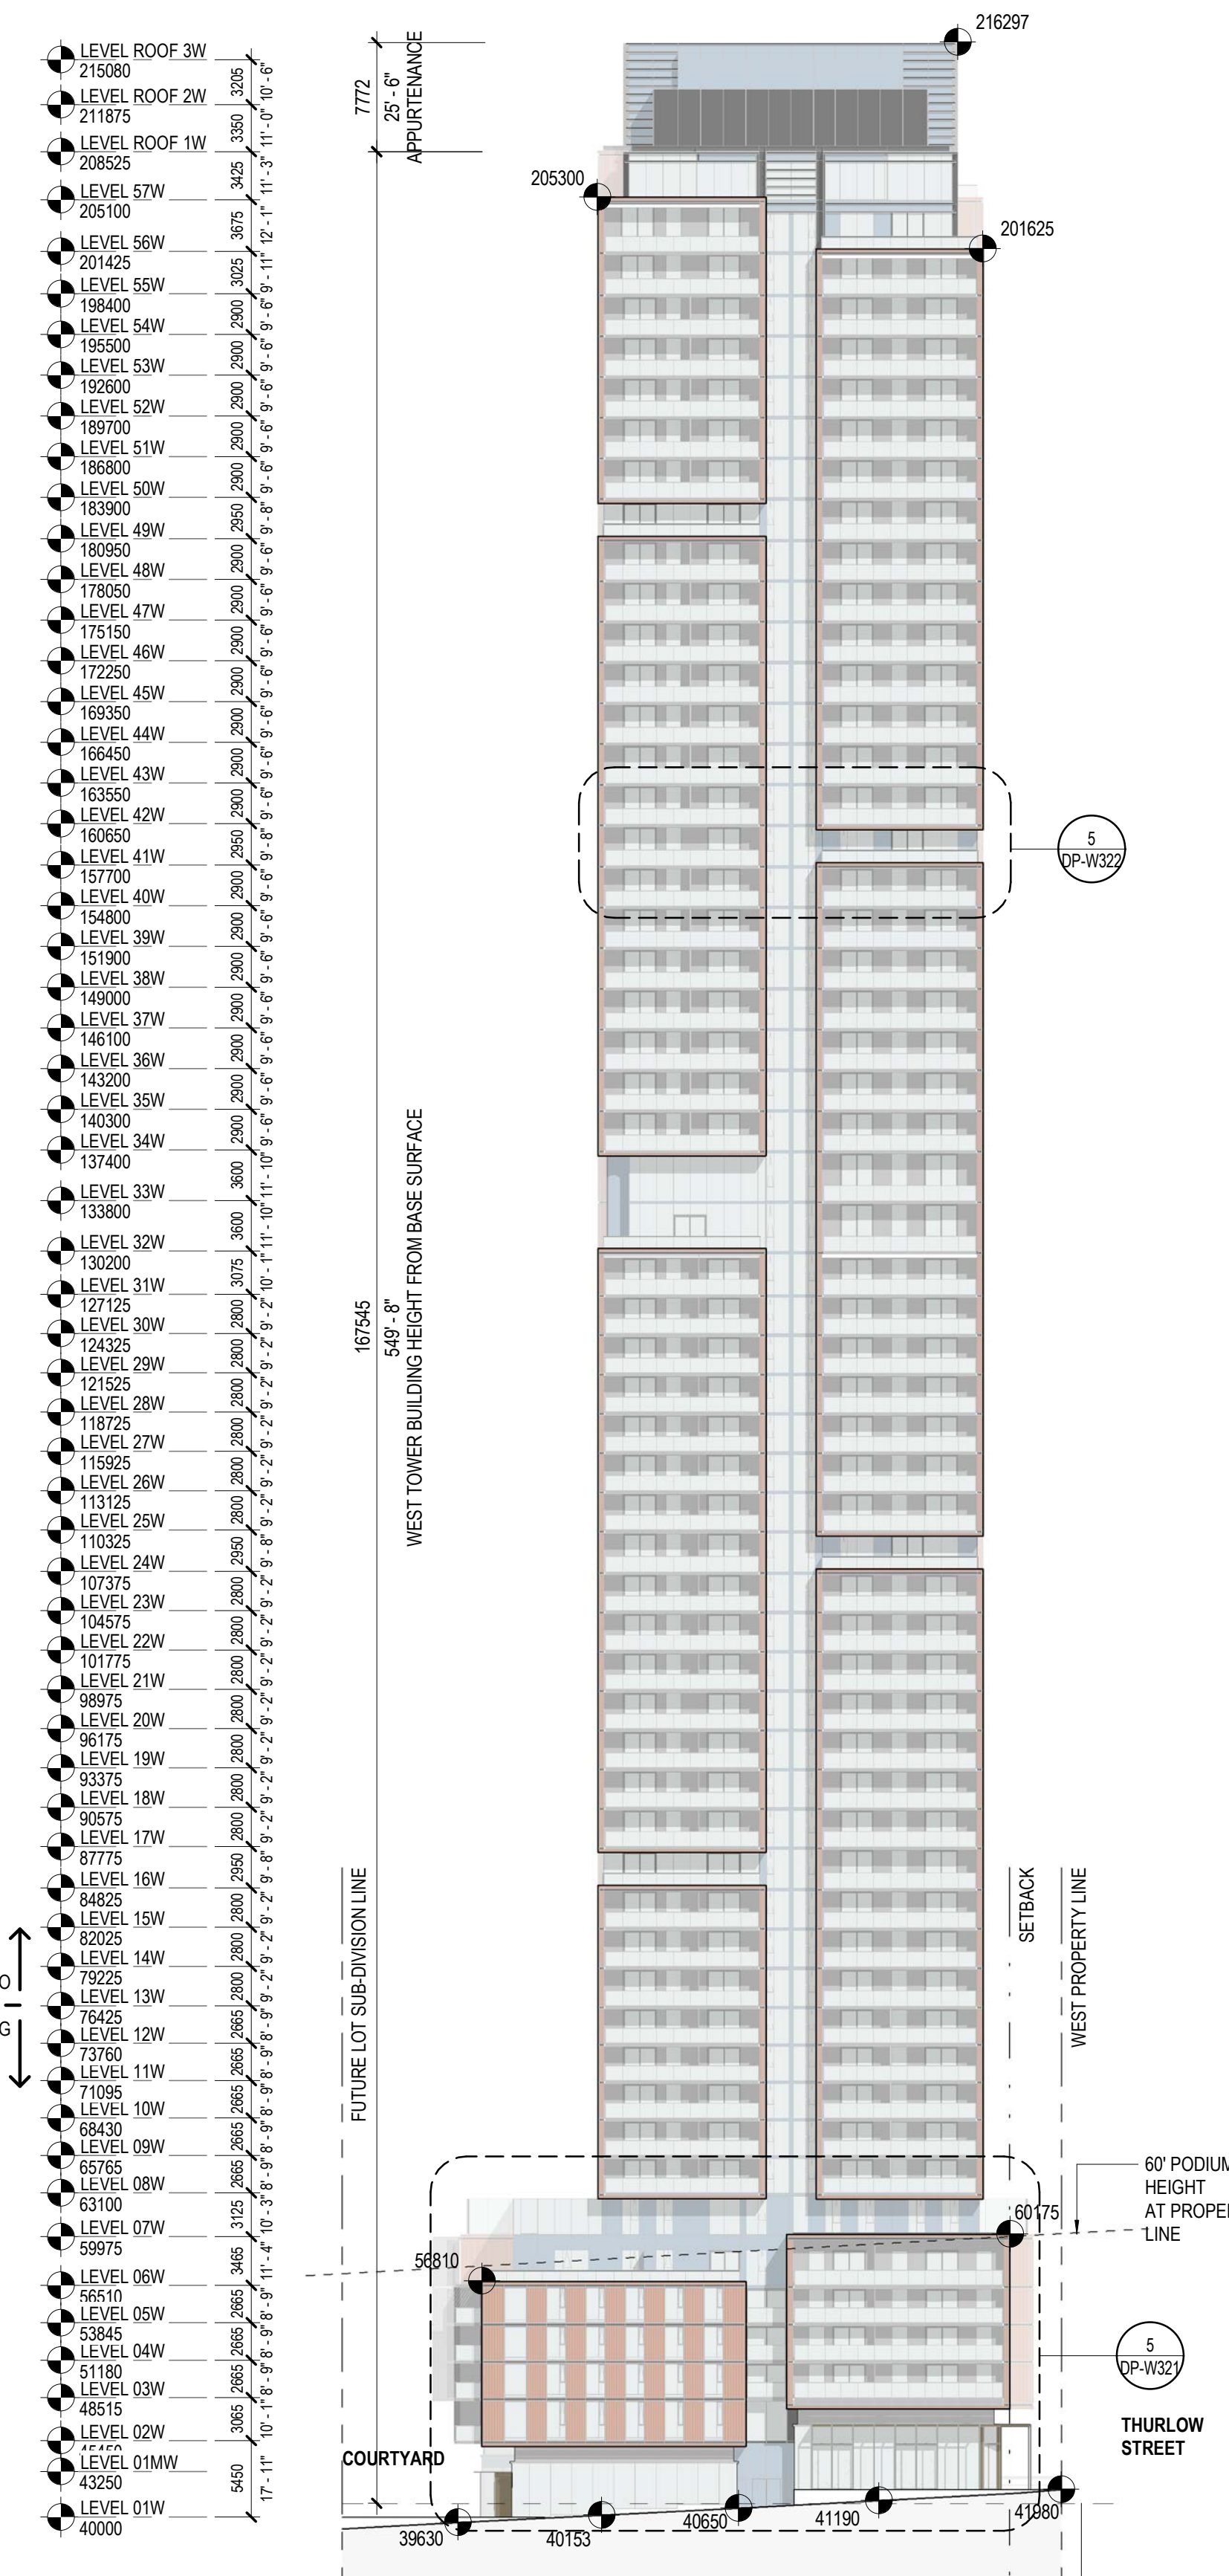 LEVEL ROOF 3W
215080
3205
10' - 6"
LEVEL ROOF 2W
211875
3350
11' - 0"
LEVEL ROOF 1W
208525
3425
11' - 3"
LEVEL 57W
205100
3675
12' - 1"
LEVEL 56W
201425
3025
9' - 11"
LEVEL 55W
198400
2900
9' - 6"
LEVEL 54W
195500
2900
9' - 6"
LEVEL 53W
192600
2900
9' - 6"
LEVEL 52W
189700
2900
9' - 6"
LEVEL 51W
186800
2900
9' - 6"
LEVEL 50W
183900
2950
9' - 8"
LEVEL 49W
180950
2900
9' - 6"
LEVEL 48W
178050
2900
9' - 6"
LEVEL 47W
175150
2900
9' - 6"
LEVEL 46W
172250
2900
9' - 6"
LEVEL 45W
169350
2900
9' - 6"
LEVEL 44W
166450
2900
9' - 6"
LEVEL 43W
163550
2900
9' - 6"
LEVEL 42W
160650
2950
9' - 8"
LEVEL 41W
157700
2900
9' - 6"
LEVEL 40W
154800
2900
9' - 6"
LEVEL 39W
151900
2900
9' - 6"
LEVEL 38W
149000
2900
9' - 6"
LEVEL 37W
146100
2900
9' - 6"
LEVEL 36W
143200
2900
9' - 6"
LEVEL 35W
140300
2900
9' - 6"
LEVEL 34W
137400
3600
11' - 10"
LEVEL 33W
133800
3600
11' - 10"
LEVEL 32W
130200
3075
10' - 1"
LEVEL 31W
127125
2800
9' - 2"
LEVEL 30W
124325
2800
9' - 2"
LEVEL 29W
121525
2800
9' - 2"
LEVEL 28W
118725
2800
9' - 2"
LEVEL 27W
115925
2800
9' - 2"
LEVEL 26W
113125
2800
9' - 2"
LEVEL 25W
110325
2950
9' - 8"
LEVEL 24W
107375
2800
9' - 2"
LEVEL 23W
104575
2800
9' - 2"
LEVEL 22W
101775
2800
9' - 2"
LEVEL 21W
98975
2800
9' - 2"
LEVEL 20W
96175
2800
9' - 2"
LEVEL 19W
93375
2800
9' - 2"
LEVEL 18W
90575
2800
9' - 2"
LEVEL 17W
87775
2950
9' - 8"
LEVEL 16W
84825
2800
9' - 2"
LEVEL 15W
82025
2800
9' - 2"
LEVEL 14W
79225
2800
9' - 2"
LEVEL 13W
76425
2665
8' - 9"
LEVEL 12W
73760
2665
8' - 9"
LEVEL 11W
71095
2665
8' - 9"
LEVEL 10W
68430
2665
8' - 9"
LEVEL 09W
65765
2665
8' - 9"
LEVEL 08W
63100
3125
10' - 3"
LEVEL 07W
59975
3465
11' - 4"
LEVEL 06W
56510
2665
8' - 9"
LEVEL 05W
53845
2665
8' - 9"
LEVEL 04W
51180
2665
8' - 9"
LEVEL 03W
48515
3065
10' - 1"
LEVEL 02W
LEVEL 01MW
43250
5450
17' - 11"
LEVEL 01W
40000
O
G
7772
25' - 6"
APPURTENANCE
167545
549' - 8"
WEST TOWER BUILDING HEIGHT FROM BASE SURFACE
216297
205300
201625
5
DP-W322
FUTURE LOT SUB-DIVISION LINE
SETBACK
WEST PROPERTY LINE
60' PODIUM
HEIGHT
AT PROPER
LINE
60175
56810
5
DP-W321
THURLOW
STREET
COURTYARD
39630
40153
40650
41190
41980